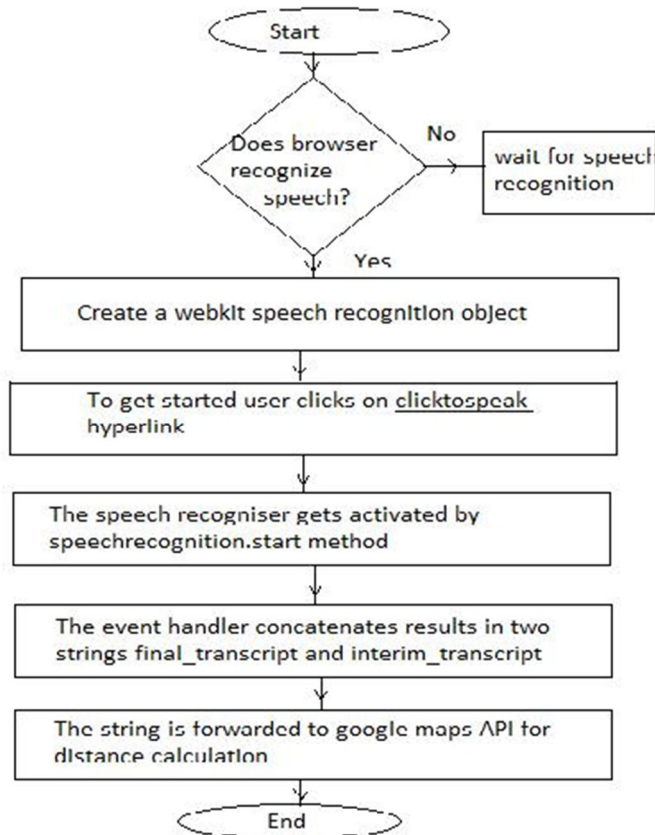 Start
Does browser
recognize
speech?
No
wait for speech
recognition
Yes
Create a webkit speech recognition object
To get started user clicks on clicktospeak
hyperlink
The speech recogniser gets activated by
speechrecognition.start method
The event handler concatenates results in two
strings final_transcript and interim_transcript
The string is forwarded to google maps API for
distance calculation
End